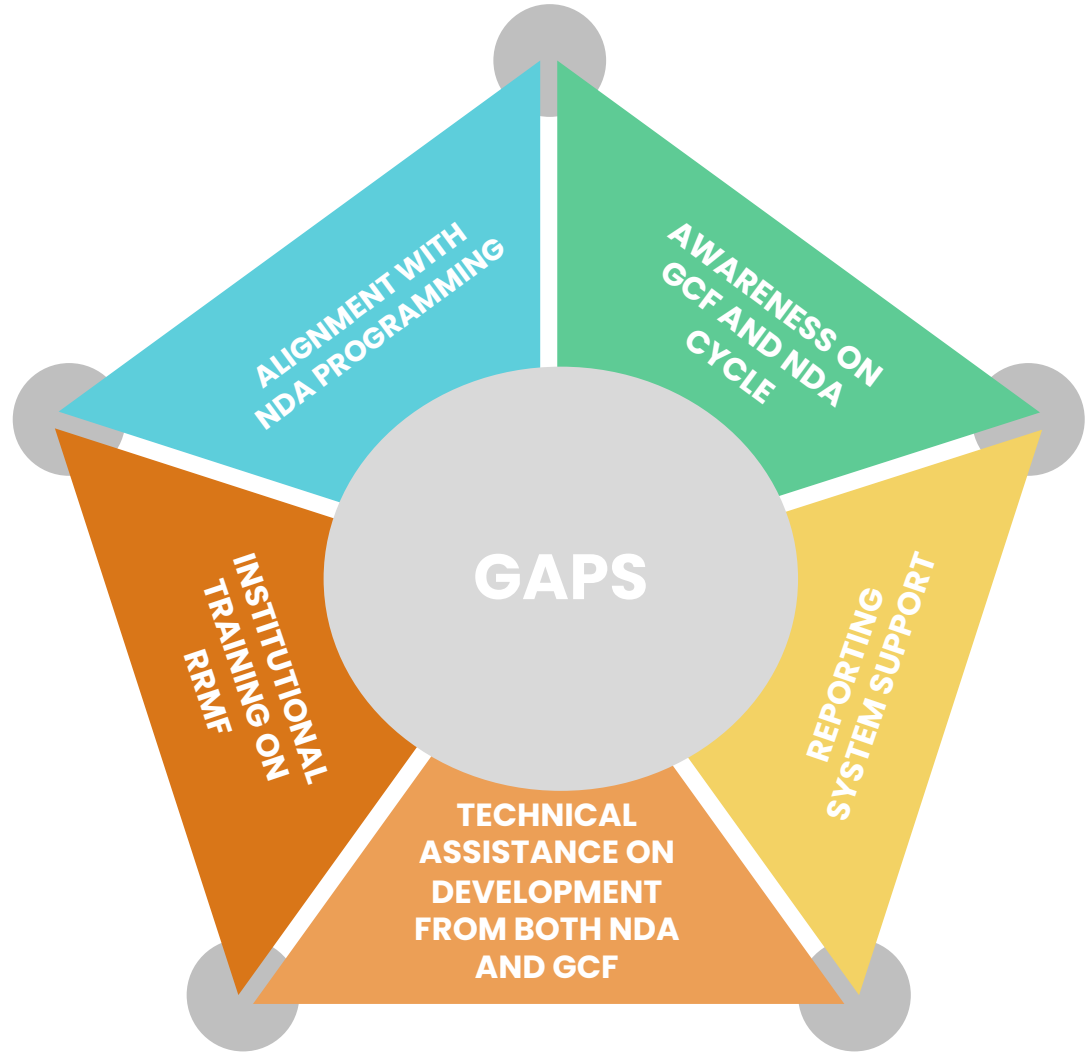 ALIGNMENT WITH
NDA PROGRAMMING
AWARENESS ON
GCF AND NDA
CYCLE
GAPS
INSTITUTIONAL
TRAINING ON
RRMF
REPORTING
SYSTEM SUPPORT
TECHNICAL
ASSISTANCE ON
DEVELOPMENT
FROM BOTH NDA
AND GCF